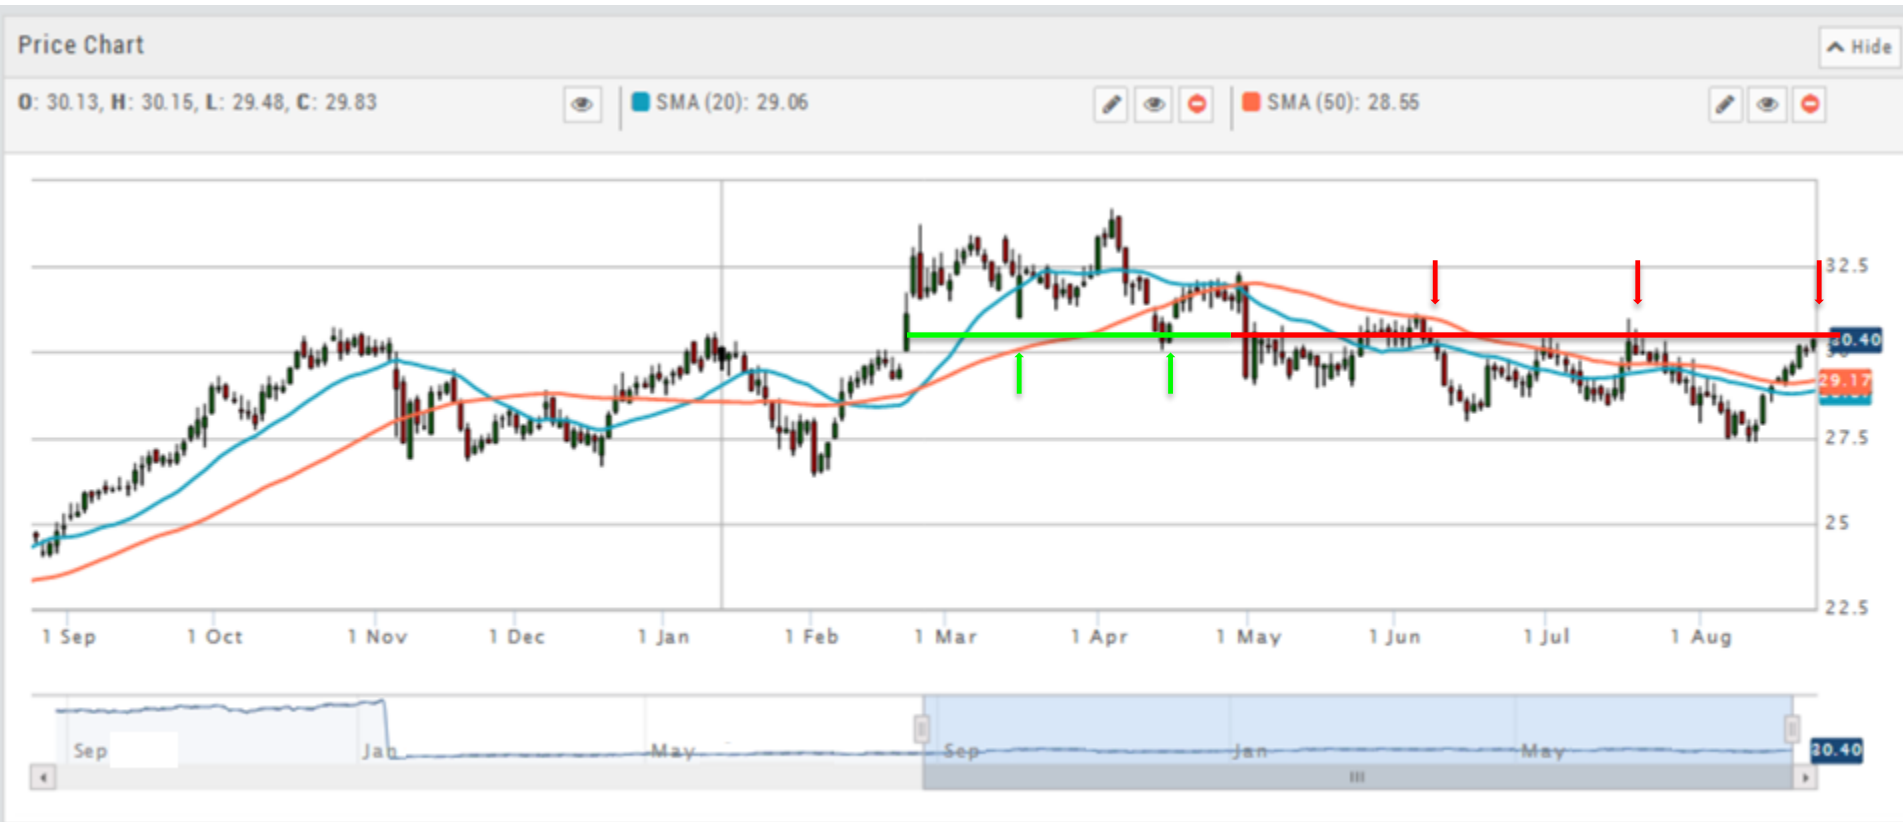 Price Chart
Hide
O: 30.13, H: 30.15, L: 29.48, C: 29.83
SMA (20): 29.06
SMA (50): 28.55
32.5
30.40
30
29.17
27.5
25
22.5
1 Sep 1 Oct 1 Nov 1 Dec 1 Jan 1 Feb 1 Mar 1 Apr 1 May 1 Jun 1 Jul 1 Aug
Sep Jan May Sep Jan May
30.40